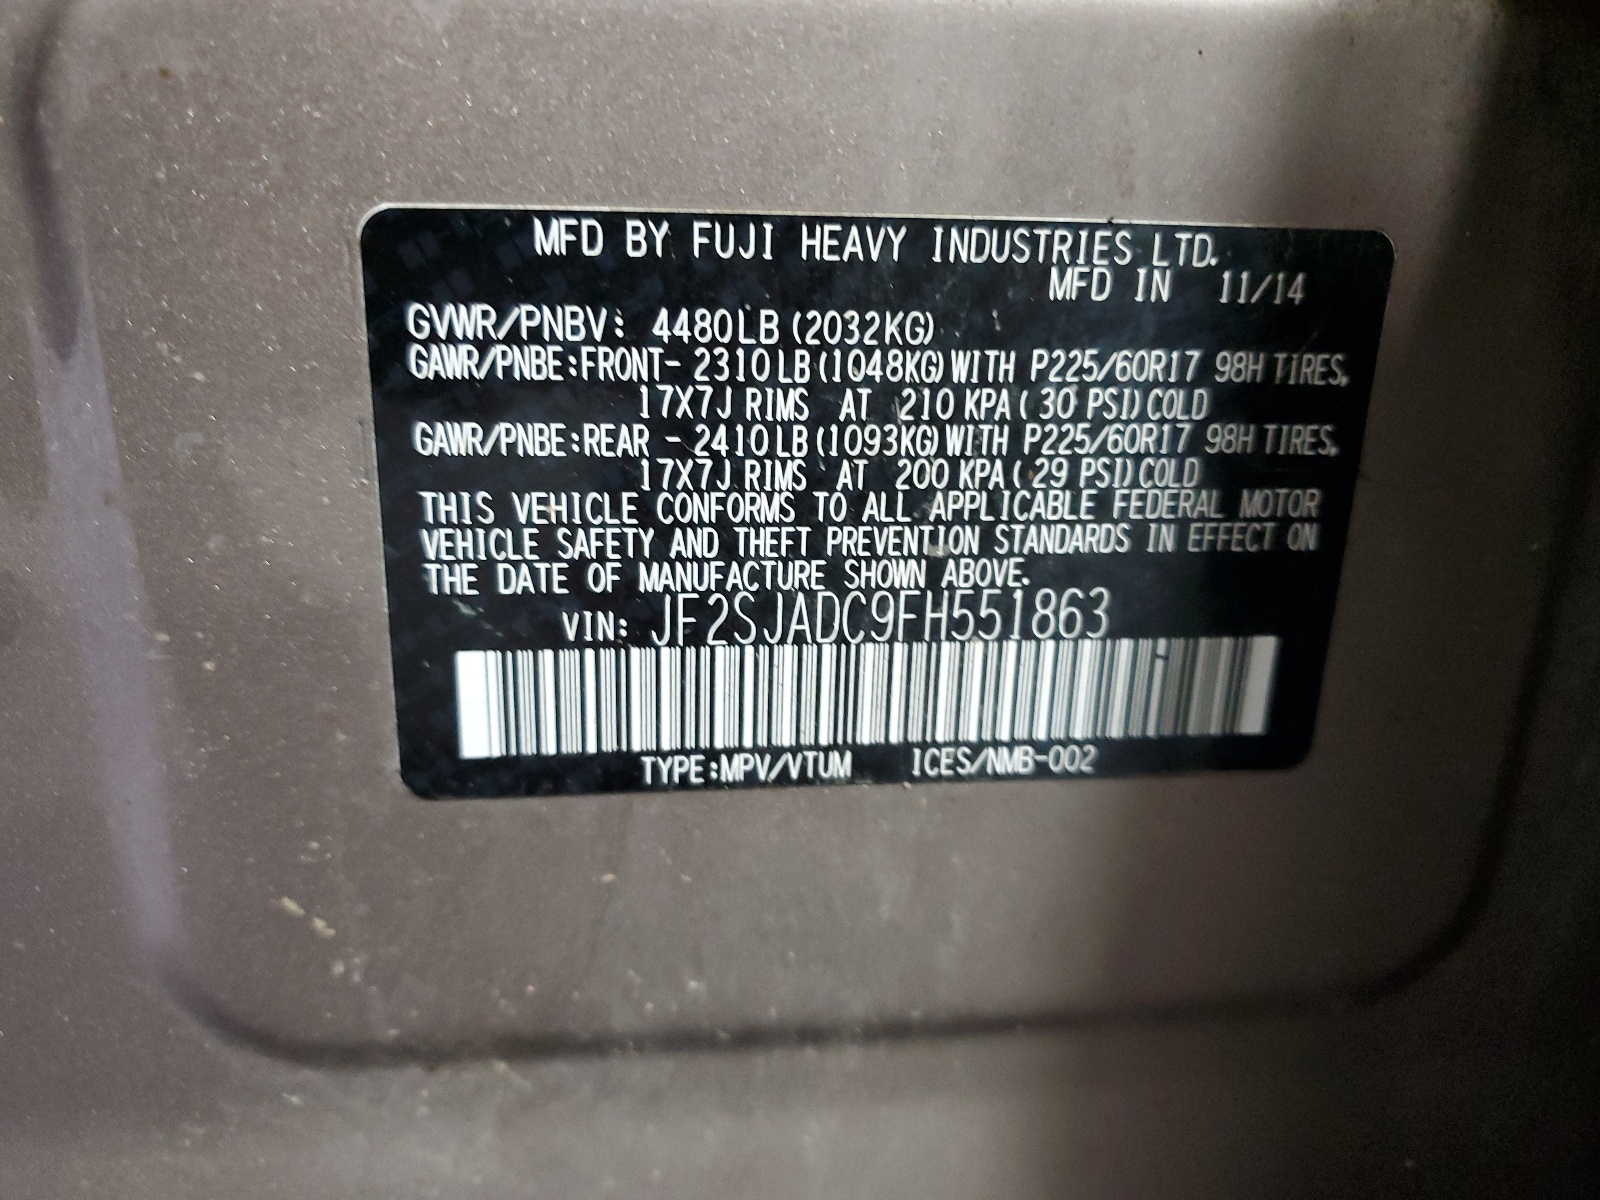 MFD BY FUJI HEAVY INDUSTRIES LTD.
MFD IN 11/14
GVWR/PNBV: 4480LB (2032KG)
GAWR/PNBE:FRONT- 2310LB(1048KG)WITH P225/60R17 98H TIRES,
17X7J RIMS AT 210 KPA( 30 PSI)COLD
GAWR/PNBE:REAR - 2410LB(1093KG)WITH P225/60R17 98H TIRES,
17X7J RIMS AT 200 KPA( 29 PSI)COLD
THIS VEHICLE CONFORMS TO ALL APPLICABLE FEDERAL MOTOR
VEHICLE SAFETY AND THEFT PREVENTION STANDARDS IN EFFECT ON
THE DATE OF MANUFACTURE SHOWN ABOVE.
VIN: JF2SJADC9FH551863
TYPE:MPV/VTUM ICES/NMB-002